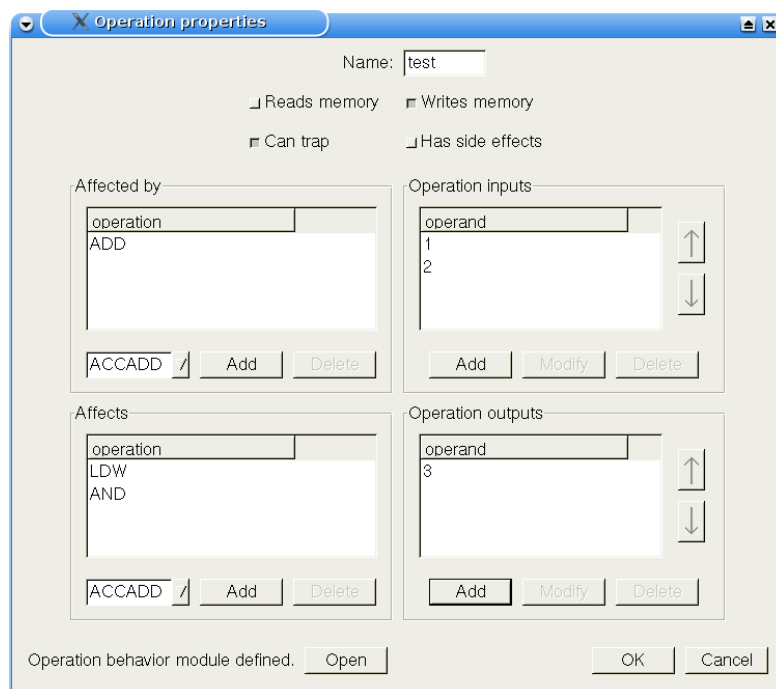 Operation properties
Name: test
Reads memory Writes memory
Can trap Has side effects
Affected by Operation inputs
operation operand
ADD 1
2
ACCADD Add Delete Add Modify Delete
Affects Operation outputs
operation operand
LDW 3
AND
ACCADD Add Delete Add Modify Delete
Operation behavior module defined. Open OK Cancel